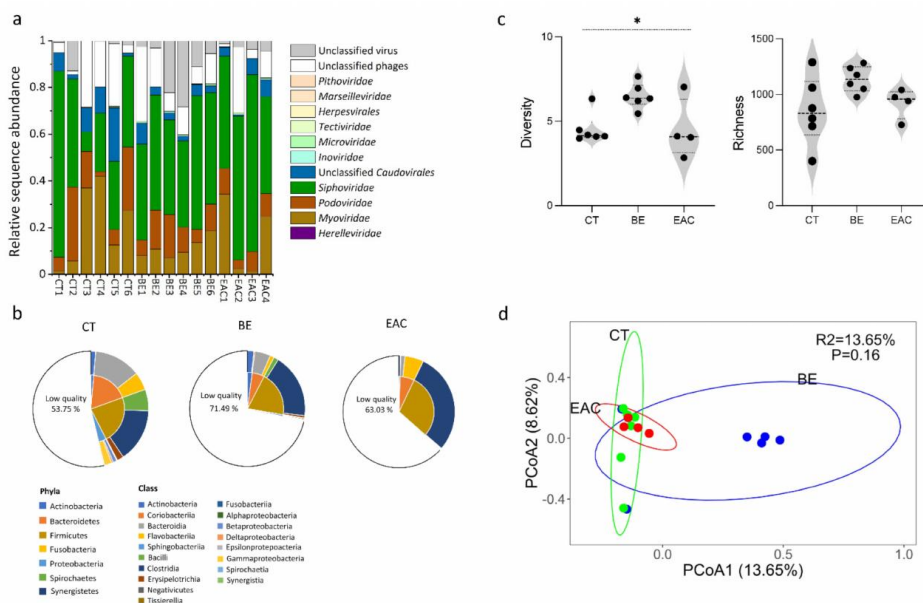 a
Relative sequence abundance
1
0.8
0.6
0.4
0.2
0
CT1
CT2
CT3
CT4
CT5
CT6
BE1
BE2
BE3
BE4
BE5
BE6
EAC1
EAC2
EAC3
EAC4
Unclassified virus
Unclassified phages
Pithoviridae
Marseilleviridae
Herpesvirales
Tectiviridae
Microviridae
Inoviridae
Unclassified Caudovirales
Siphoviridae
Podoviridae
Myoviridae
Herelleviridae
b
CT
Low quality
53.75 %
BE
Low quality
71.49 %
EAC
Low quality
63.03 %
Phyla
Actinobacteria
Bacteroidetes
Firmicutes
Fusobacteria
Proteobacteria
Spirochaetes
Synergistetes
Class
Actinobacteria
Coriobacteriia
Bacteroidia
Flavobacteriia
Sphingobacteriia
Bacilli
Clostridia
Erysipelotrichia
Negativicutes
Tissierellia
Fusobacteriia
Alphaproteobacteria
Betaproteobacteria
Deltaproteobacteria
Gammaproteobacteria
Spirochaetia
Synergistia
c
Diversity
10
5
0
*
CT
BE
EAC
Richness
1500
1000
500
0
CT
BE
EAC
d
PCoA2 (8.62%)
0.4
0.0
-0.4
CT
EAC
BE
R2=13.65%
P=0.16
0.0
0.5
1.0
PCoA1 (13.65%)